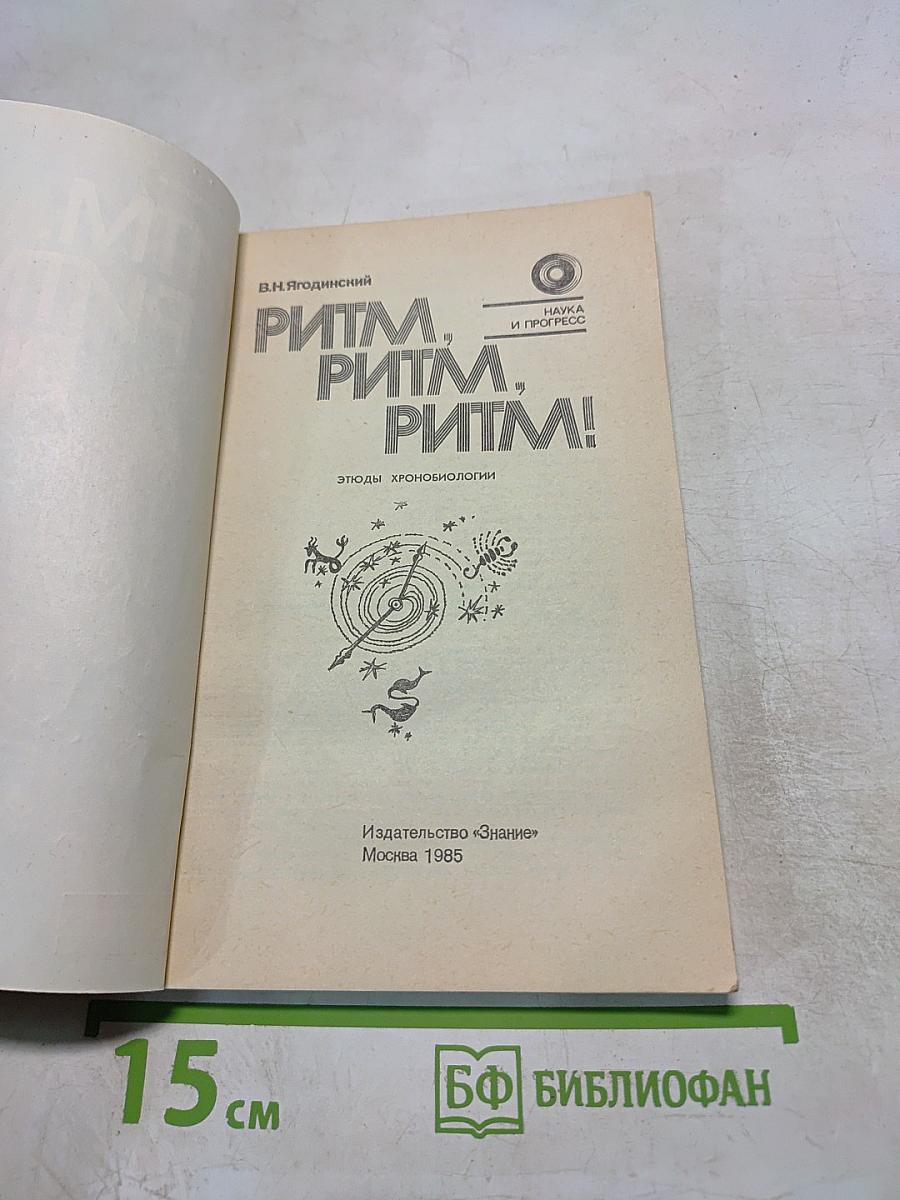 В.Н. Ягодинский
НАУКА
И ПРОГРЕСС
РИТМ,
РИТМ,
РИТМ!
ЭТЮДЫ ХРОНОБИОЛОГИИ
Издательство «Знание»
Москва 1985
15 см
БФ БИБЛИОФАН